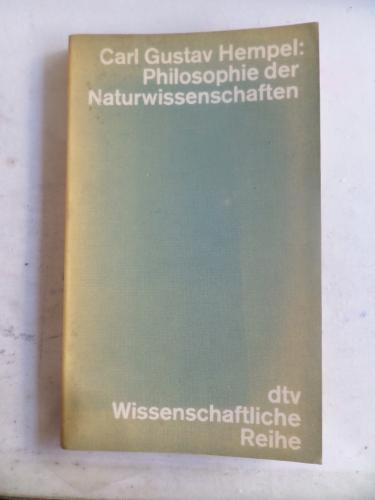 Carl Gustav Hempel:
Philosophie der
Naturwissenschaften
dtv
Wissenschaftliche
Reihe